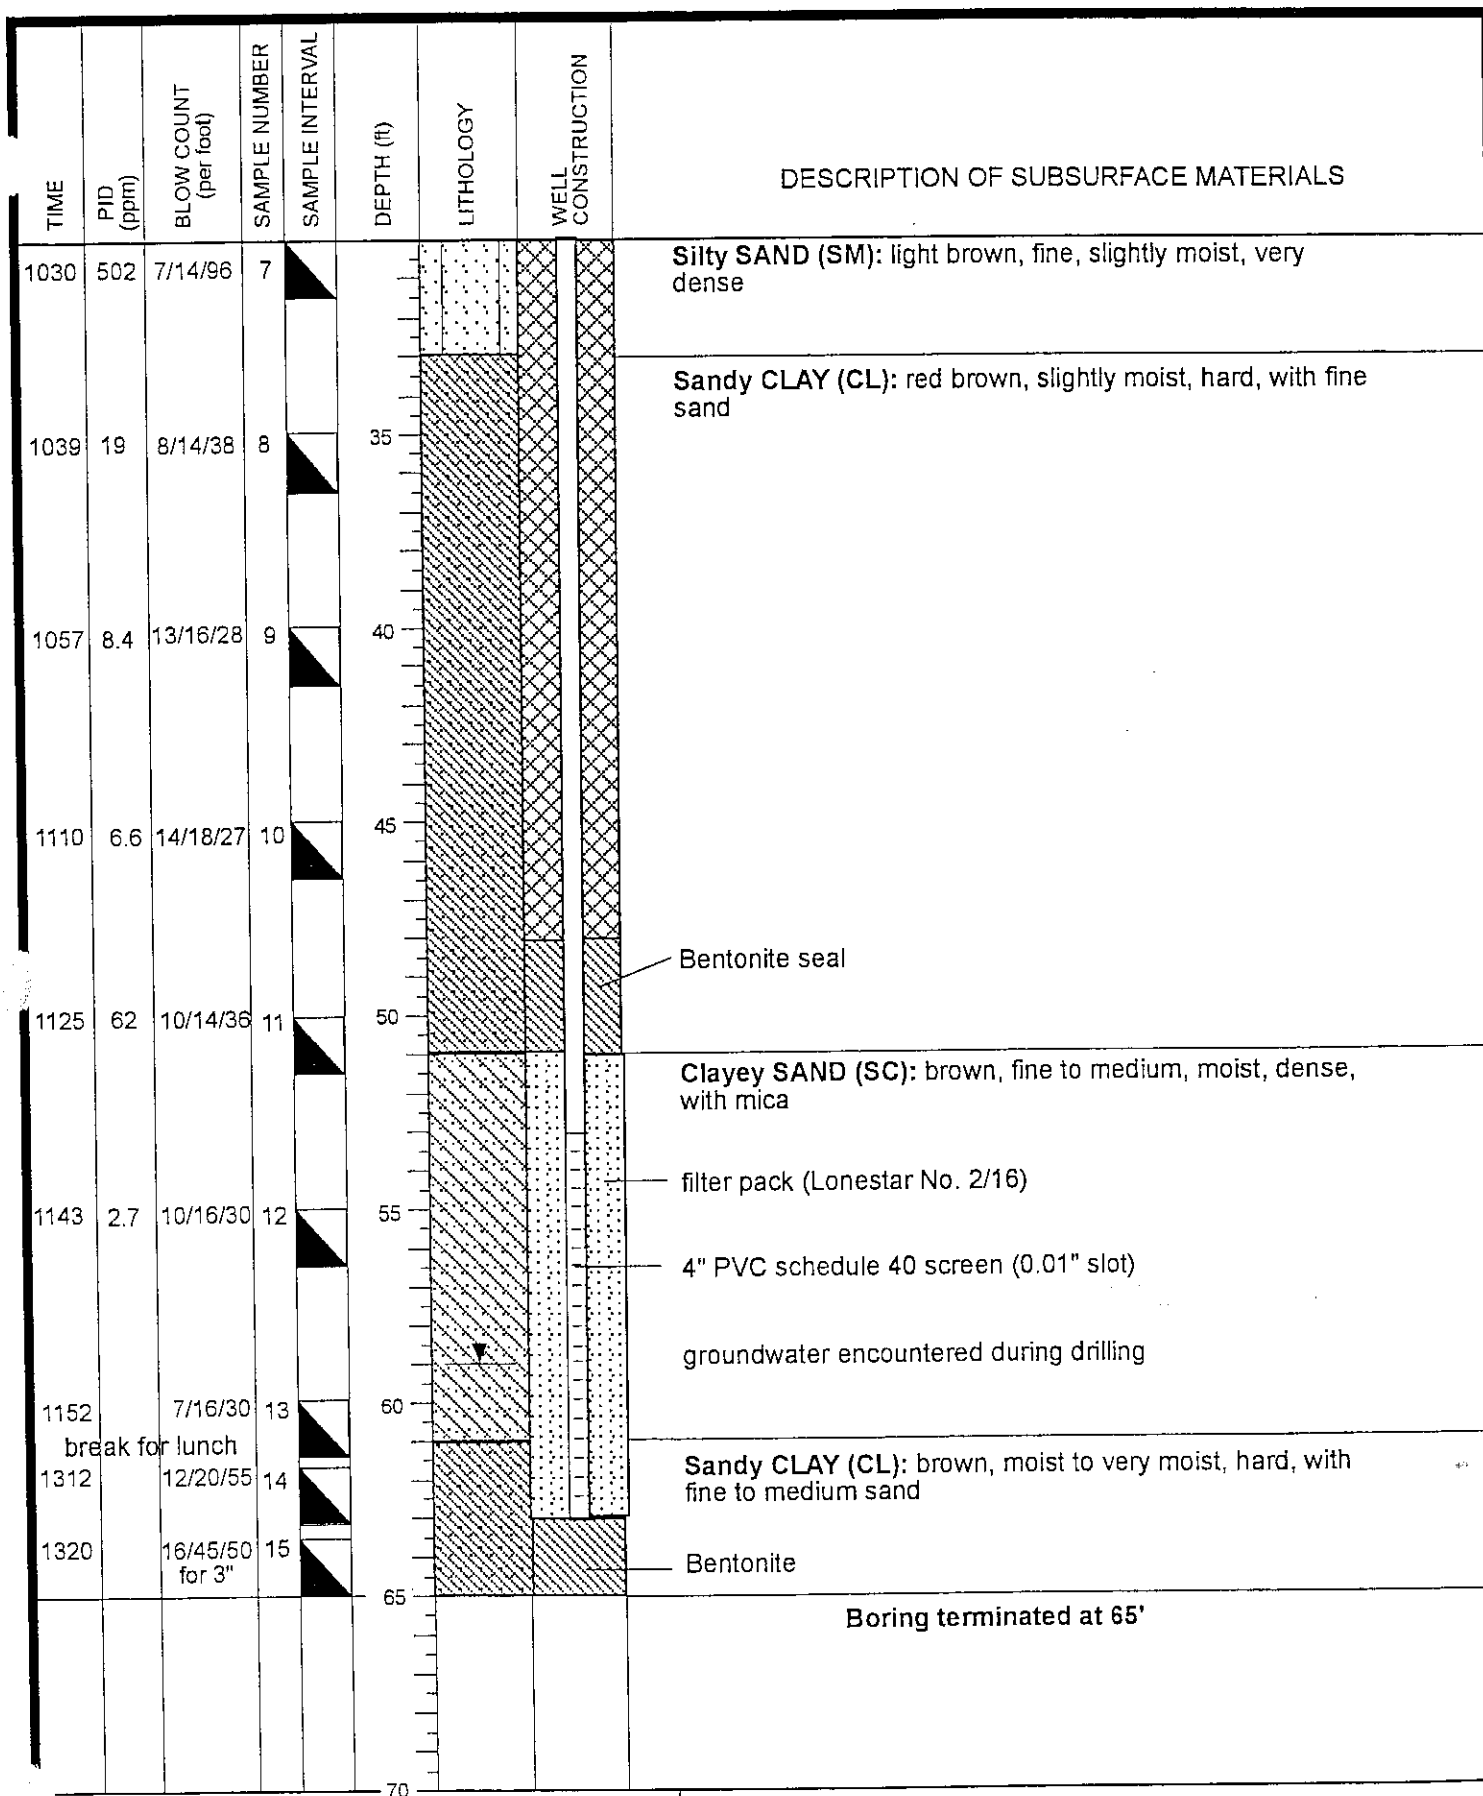 TIME
PID
(ppm)
BLOW COUNT
(per foot)
SAMPLE NUMBER
SAMPLE INTERVAL
DEPTH (ft)
LITHOLOGY
WELL
CONSTRUCTION
DESCRIPTION OF SUBSURFACE MATERIALS
1030 502 7/14/96 7
Silty SAND (SM): light brown, fine, slightly moist, very
dense
Sandy CLAY (CL): red brown, slightly moist, hard, with fine
sand
1039 19 8/14/38 8 35
1057 8.4 13/16/28 9 40
1110 6.6 14/18/27 10 45
Bentonite seal
1125 62 10/14/36 11 50
Clayey SAND (SC): brown, fine to medium, moist, dense,
with mica
filter pack (Lonestar No. 2/16)
1143 2.7 10/16/30 12 55
4" PVC schedule 40 screen (0.01" slot)
groundwater encountered during drilling
1152 7/16/30 13 60
break for lunch
1312 12/20/55 14
Sandy CLAY (CL): brown, moist to very moist, hard, with
fine to medium sand
1320 16/45/50 15
for 3"
Bentonite
65
Boring terminated at 65'
70